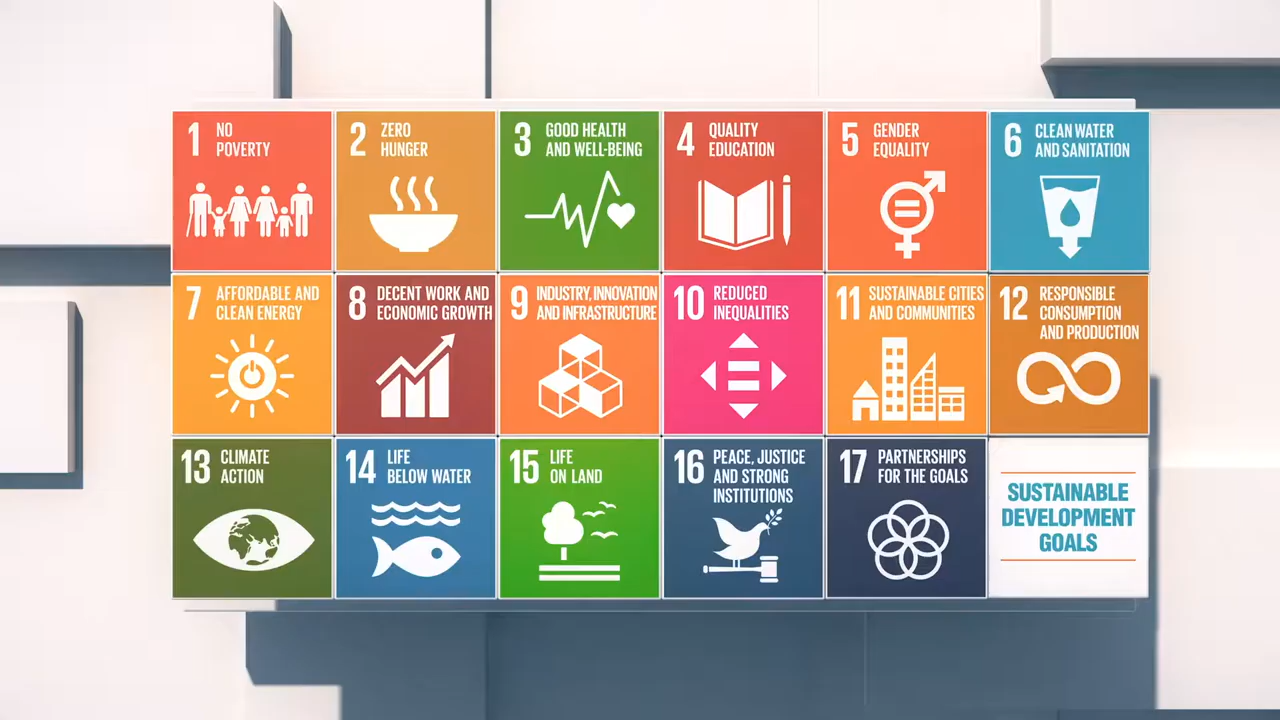 1 NO
POVERTY
2 ZERO
HUNGER
3 GOOD HEALTH
AND WELL-BEING
4 QUALITY
EDUCATION
5 GENDER
EQUALITY
6 CLEAN WATER
AND SANITATION
7 AFFORDABLE AND
CLEAN ENERGY
8 DECENT WORK AND
ECONOMIC GROWTH
9 INDUSTRY, INNOVATION
AND INFRASTRUCTURE
10 REDUCED
INEQUALITIES
11 SUSTAINABLE CITIES
AND COMMUNITIES
12 RESPONSIBLE
CONSUMPTION
AND PRODUCTION
13 CLIMATE
ACTION
14 LIFE
BELOW WATER
15 LIFE
ON LAND
16 PEACE, JUSTICE
AND STRONG
INSTITUTIONS
17 PARTNERSHIPS
FOR THE GOALS
SUSTAINABLE
DEVELOPMENT
GOALS